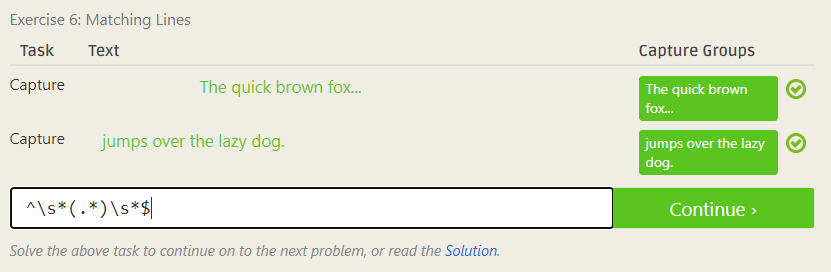 Exercise 6: Matching Lines
Task Text Capture Groups
Capture The quick brown fox... The quick brown
fox...
Capture jumps over the lazy dog. jumps over the lazy
dog.
^\s*(.*)\s*$ Continue ›
Solve the above task to continue on to the next problem, or read the Solution.